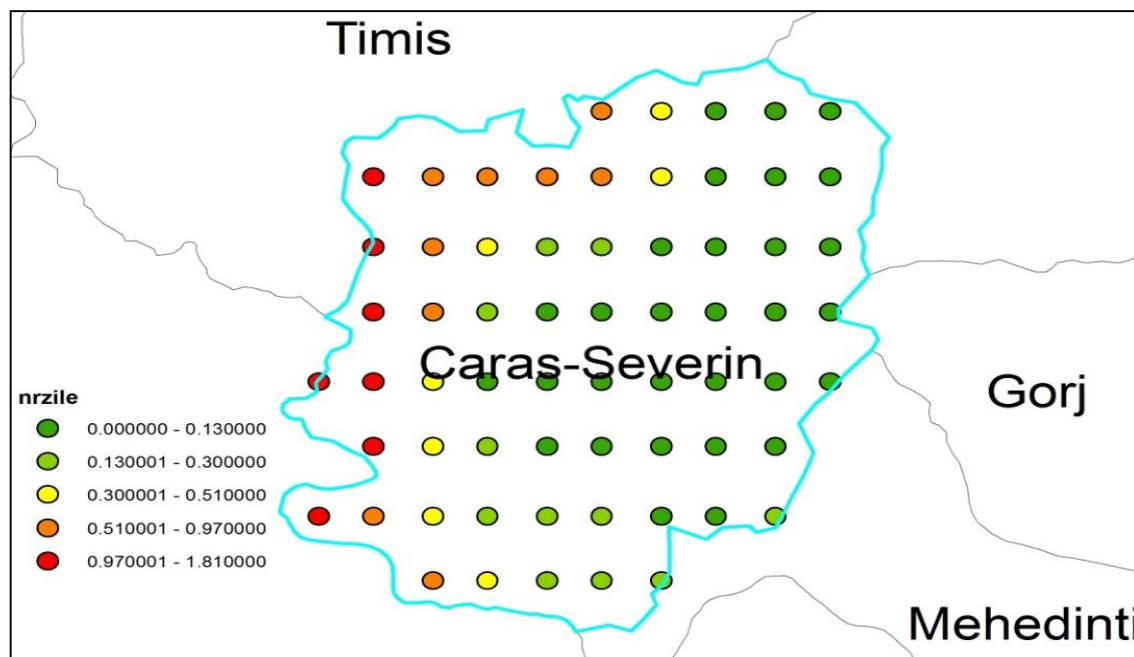 Timis
Caras-Severin
Gorj
Mehedinti
nrzile
0.000000 - 0.130000
0.130001 - 0.300000
0.300001 - 0.510000
0.510001 - 0.970000
0.970001 - 1.810000